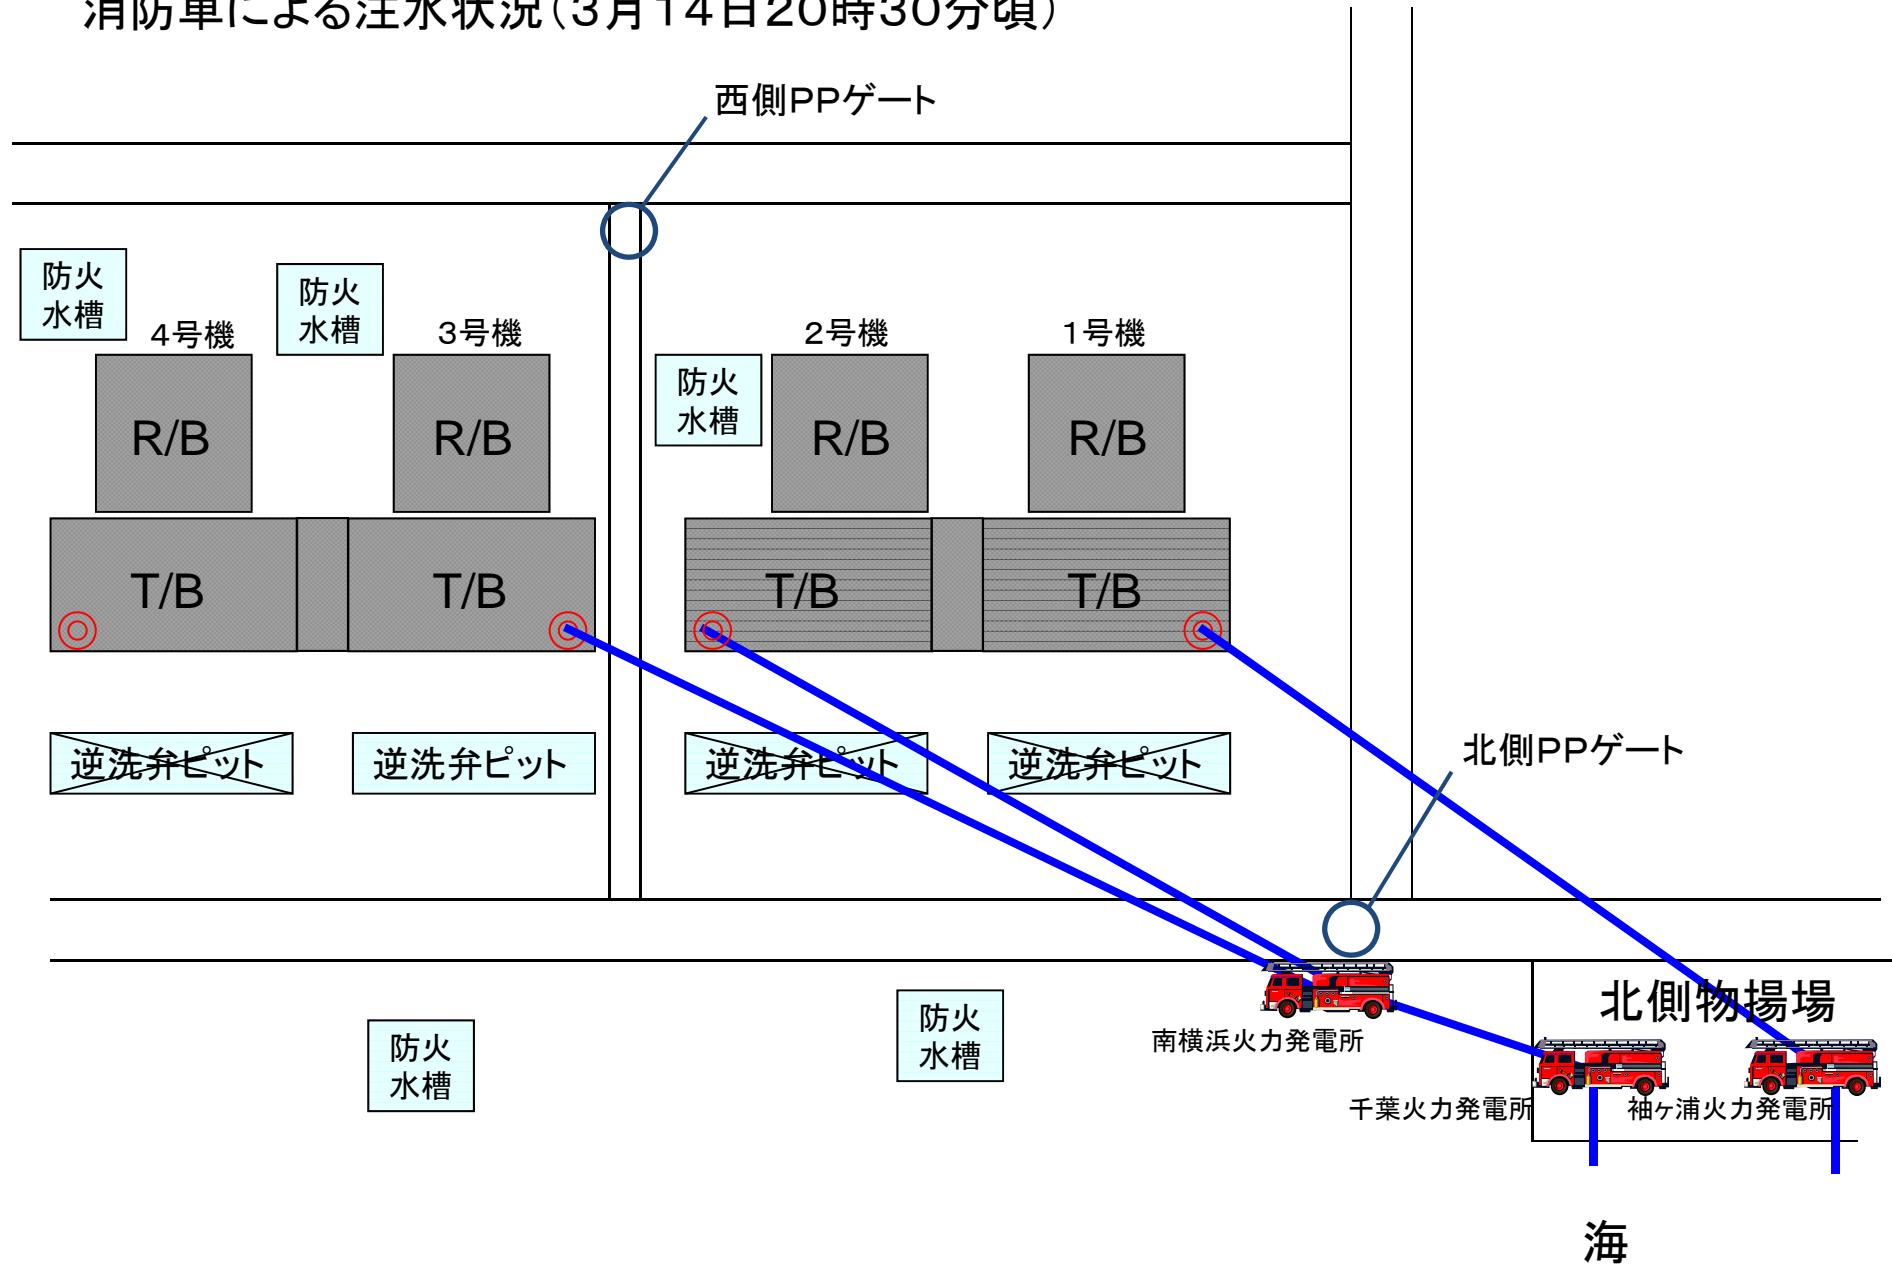 消防車による注水状況(3月14日20時30分頃)
西側PPゲート
防火
水槽
防火
水槽
4号機
3号機
2号機
1号機
防火
水槽
R/B
R/B
R/B
R/B
T/B
T/B
T/B
T/B
逆洗弁ピット
逆洗弁ピット
逆洗弁ピット
逆洗弁ピット
北側PPゲート
北側物揚場
防火
水槽
防火
水槽
南横浜火力発電所
千葉火力発電所
袖ヶ浦火力発電所
海